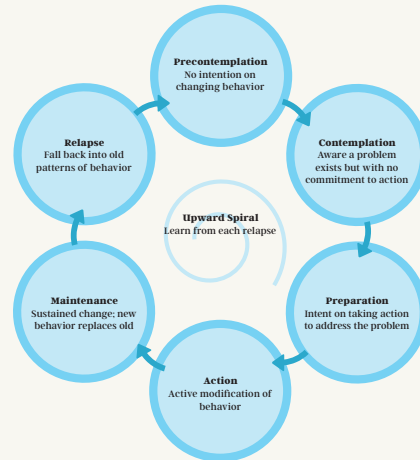 Precontemplation
No intention on
changing behavior
Contemplation
Aware a problem
exists but with no
commitment to action
Preparation
Intent on taking action
to address the problem
Action
Active modification of
behavior
Maintenance
Sustained change; new
behavior replaces old
Relapse
Fall back into old
patterns of behavior
Upward Spiral
Learn from each relapse